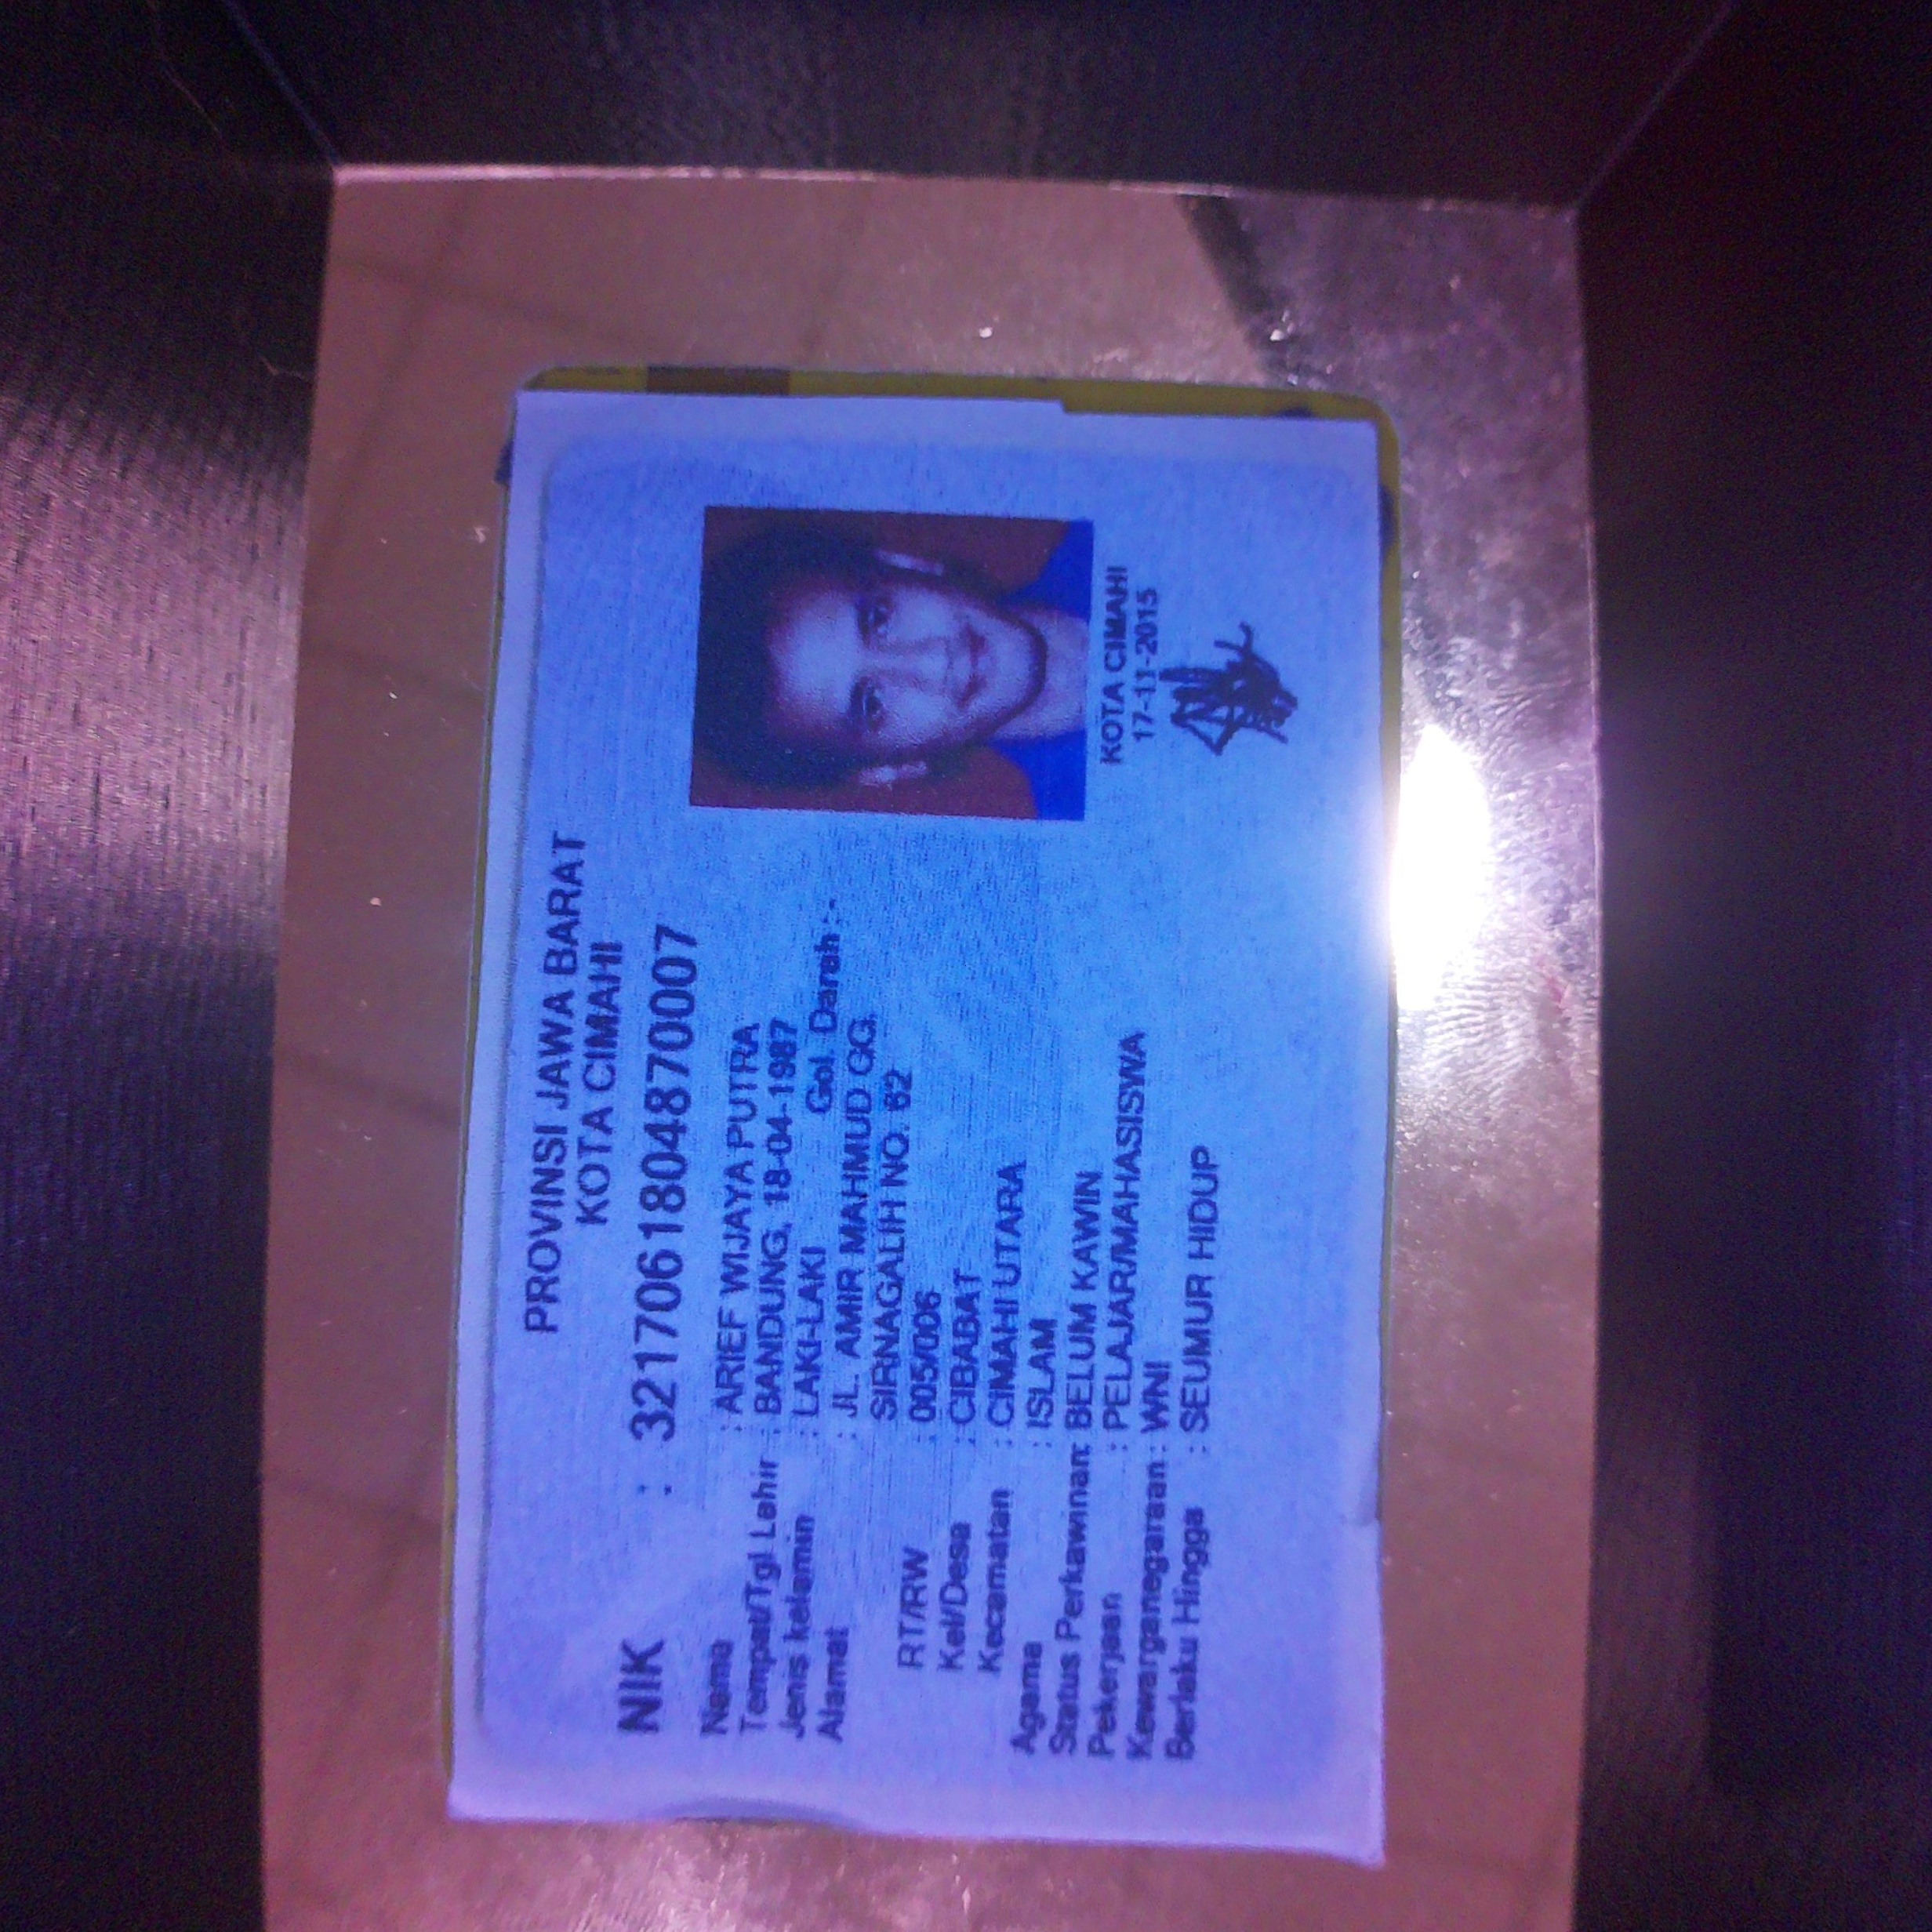 PROVINSI JAWA BARAT
KOTA CIMAHI
NIK : 3217061804870007
Nama : ARIEF WIJAYA PUTRA
Tempat/Tgl Lahir : BANDUNG, 18-04-1987
Jenis kelamin : LAKI-LAKI Gol. Darah : -
Alamat : JL. AMIR MAHMUD GG.
SIRNAGALIH NO. 62
RT/RW : 005/006
Kel/Desa : CIBABAT
Kecamatan : CIMAHI UTARA
Agama : ISLAM
Status Perkawinan: BELUM KAWIN
Pekerjaan : PELAJAR/MAHASISWA
Kewarganegaraan : WNI
Berlaku Hingga : SEUMUR HIDUP
KOTA CIMAHI
17-11-2015